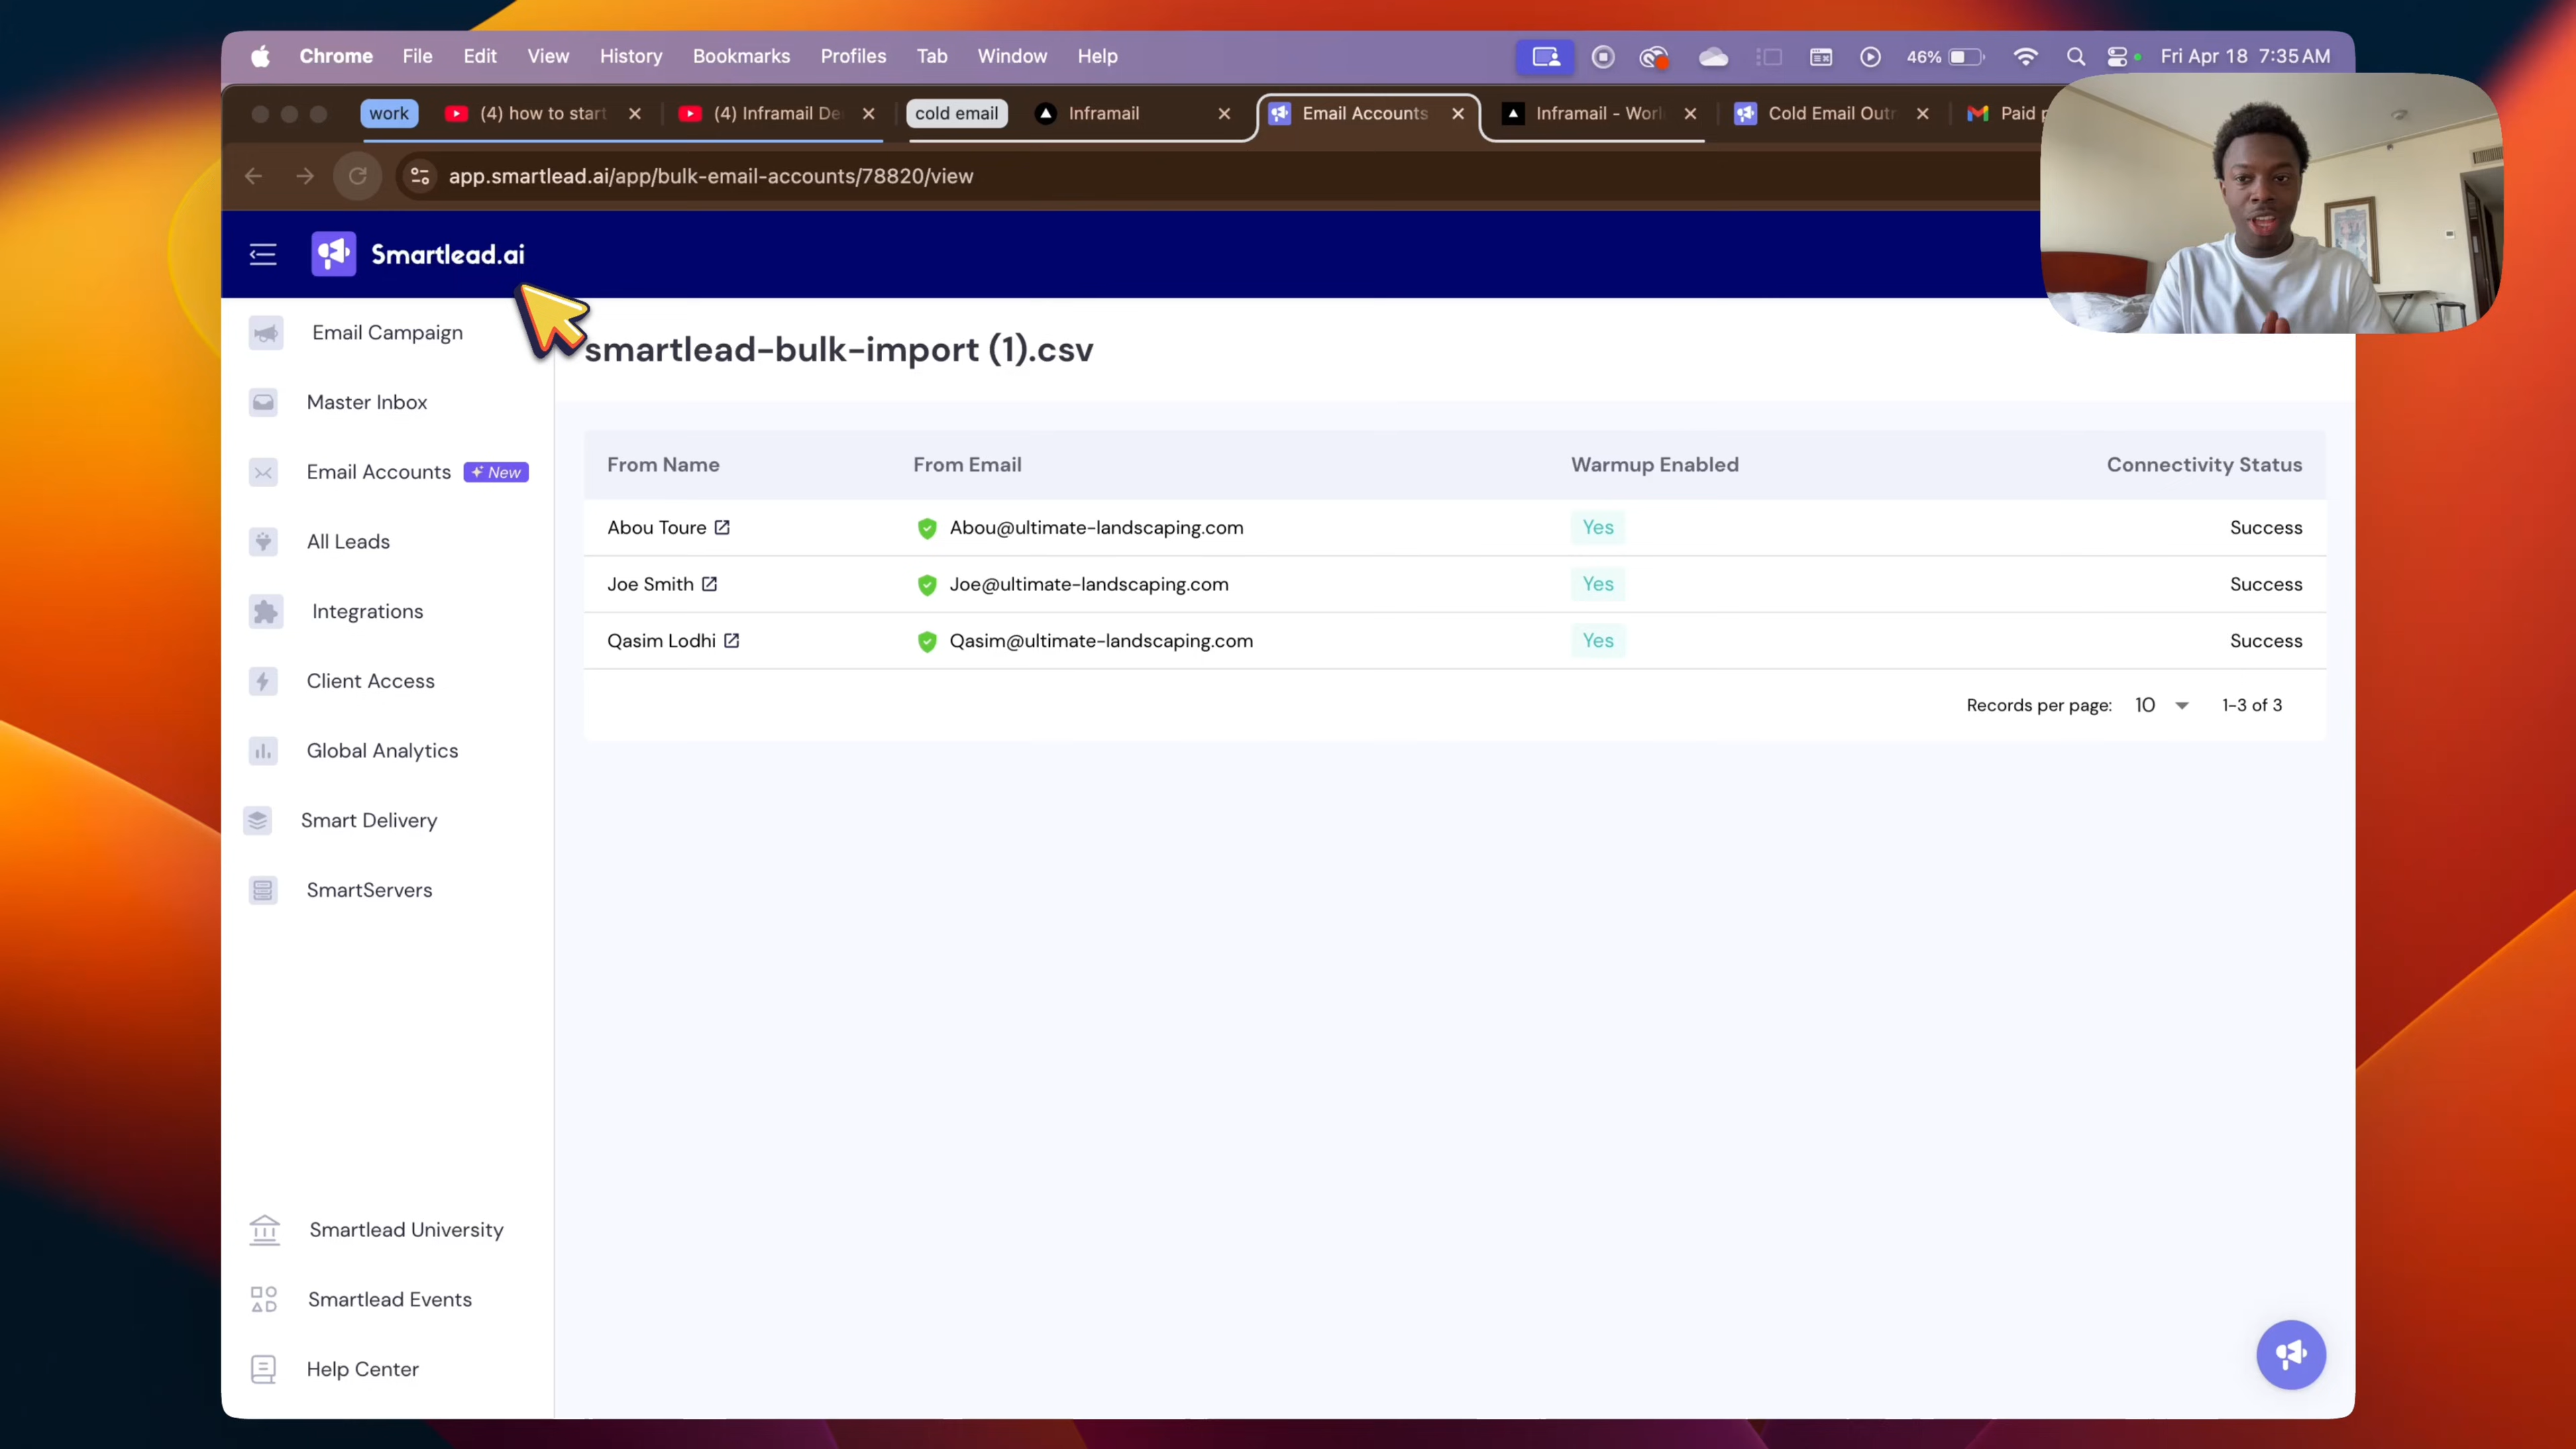 Chrome File Edit View History Bookmarks Profiles Tab Window Help 46% Fri Apr 18 7:35 AM
work (4) how to start (4) Inframail De cold email Inframail Email Accounts Inframail - Worl Cold Email Outr Paid
app.smartlead.ai/app/bulk-email-accounts/78820/view
Smartlead.ai
Email Campaign
smartlead-bulk-import (1).csv
Master Inbox
Email Accounts New
All Leads
Integrations
Client Access
Global Analytics
Smart Delivery
SmartServers
Smartlead University
Smartlead Events
Help Center
From Name From Email Warmup Enabled Connectivity Status
Abou Toure Abou@ultimate-landscaping.com Yes Success
Joe Smith Joe@ultimate-landscaping.com Yes Success
Qasim Lodhi Qasim@ultimate-landscaping.com Yes Success
Records per page: 10 1-3 of 3